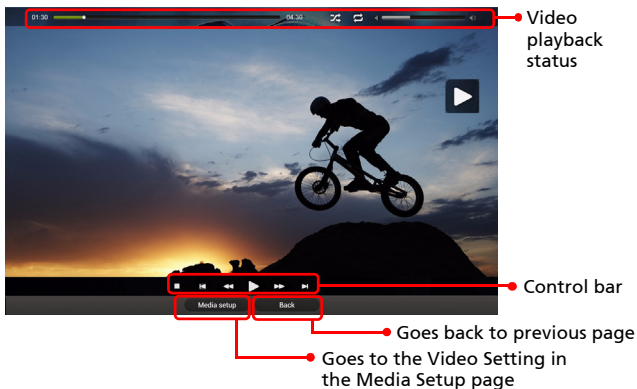 01:30
04:30
Video
playback
status
Control bar
Media setup
Back
Goes back to previous page
Goes to the Video Setting in
the Media Setup page